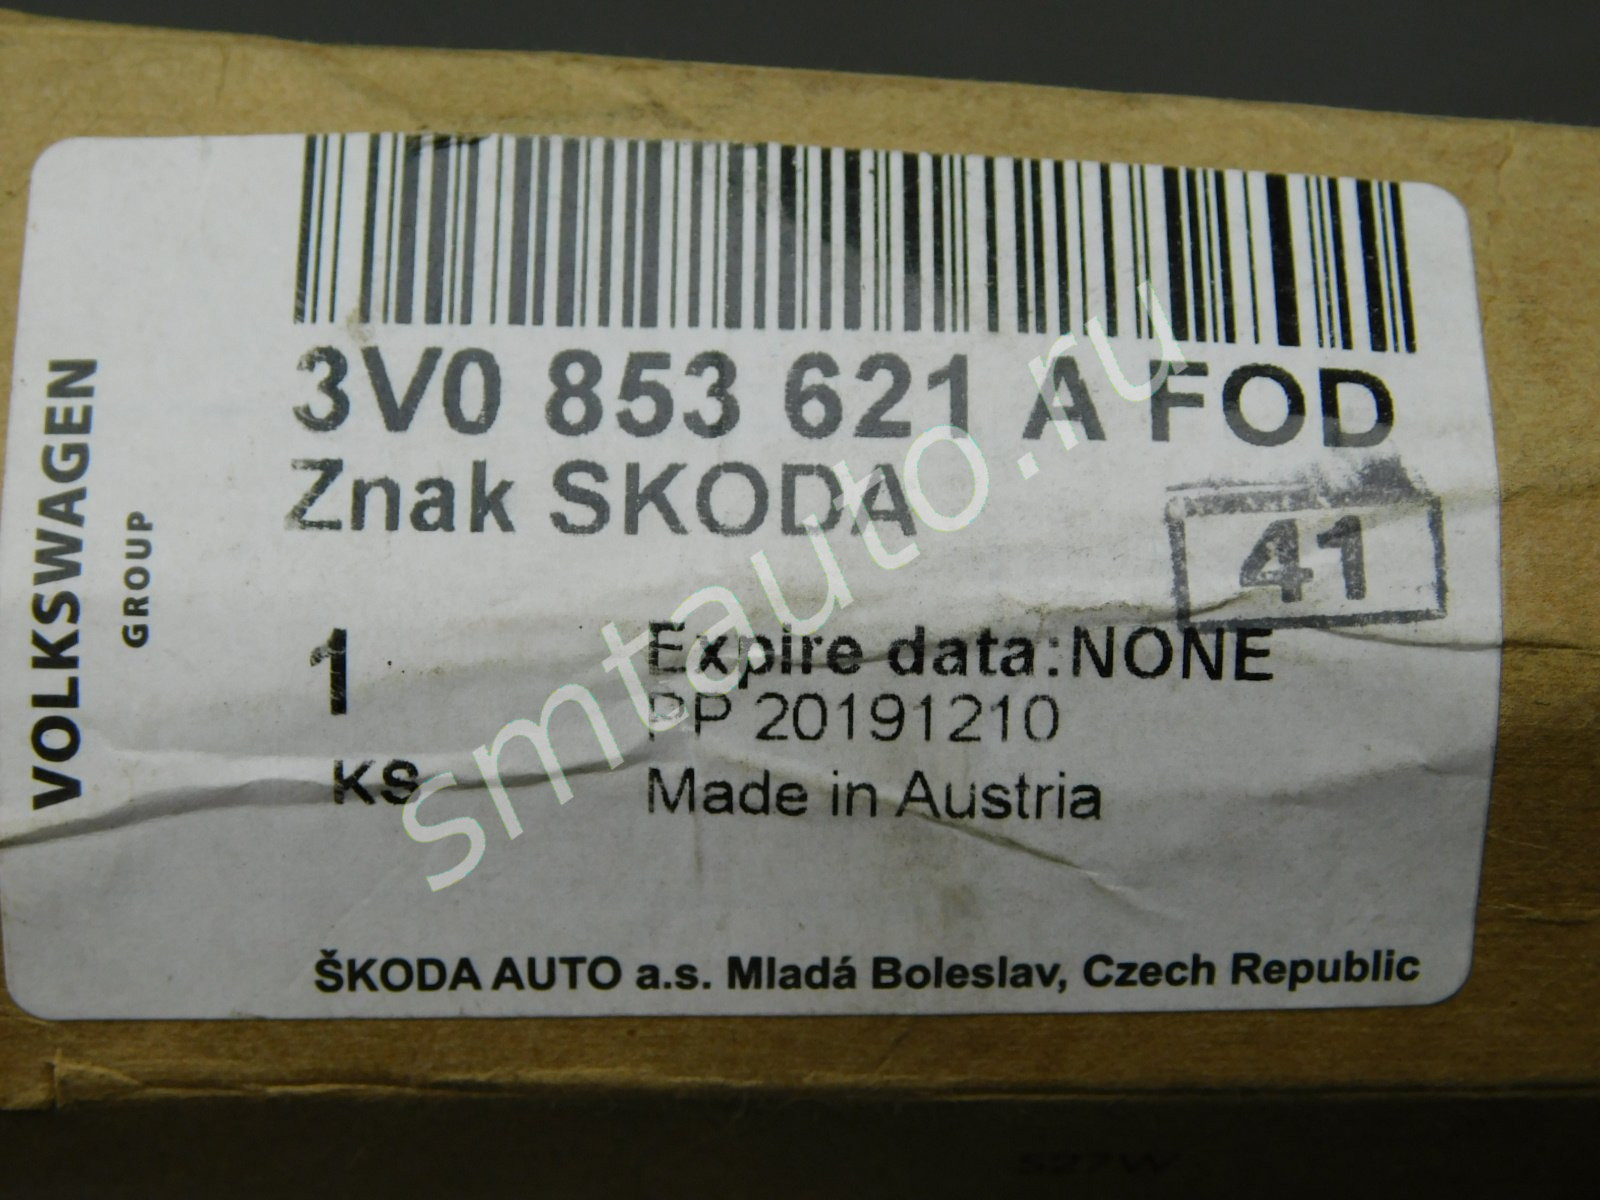 VOLKSWAGEN
GROUP
3V0 853 621 A FOD
Znak SKODA
41
1
KS
Expire data:NONE
PP 20191210
Made in Austria
ŠKODA AUTO a.s. Mladá Boleslav, Czech Republic
smtauto.ru